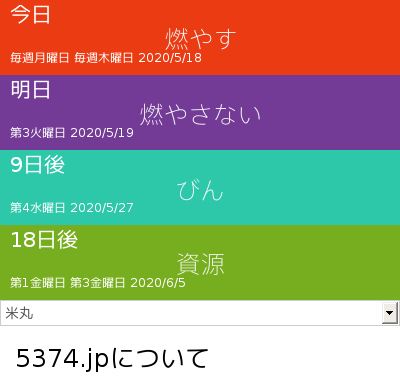 今日
燃やす
毎週月曜日 毎週木曜日 2020/5/18
明日
燃やさない
第3火曜日 2020/5/19
9日後
びん
第4水曜日 2020/5/27
18日後
資源
第1金曜日 第3金曜日 2020/6/5
米丸
5374.jpについて